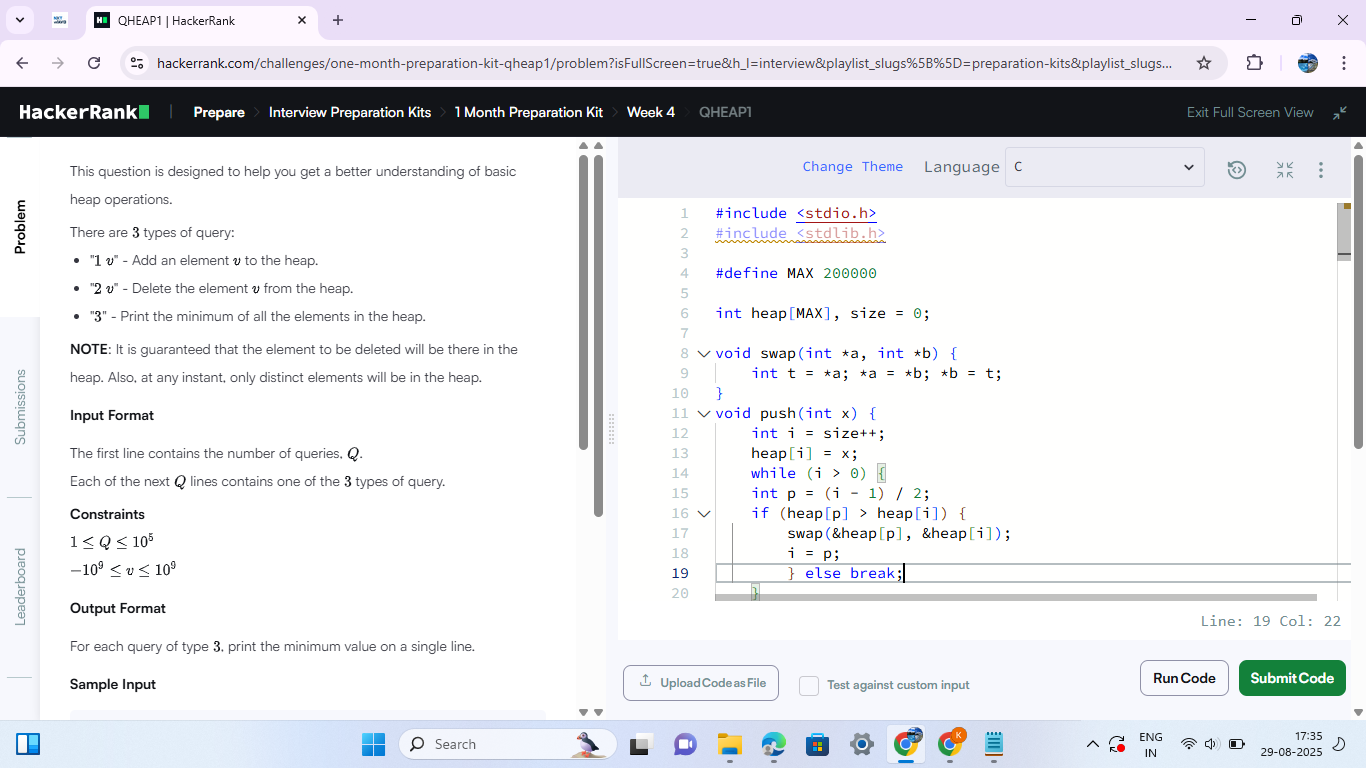 QHEAP1 | HackerRank
hackerrank.com/challenges/one-month-preparation-kit-qheap1/problem?isFullScreen=true&h_l=interview&playlist_slugs%5B%5D=preparation-kits&playlist_slugs...
HackerRank
Prepare
Interview Preparation Kits
1 Month Preparation Kit
Week 4
QHEAP1
Exit Full Screen View
Problem
Submissions
Leaderboard
This question is designed to help you get a better understanding of basic
heap operations.
There are 3 types of query:
• "1 v" - Add an element v to the heap.
• "2 v" - Delete the element v from the heap.
• "3" - Print the minimum of all the elements in the heap.
NOTE: It is guaranteed that the element to be deleted will be there in the
heap. Also, at any instant, only distinct elements will be in the heap.
Input Format
The first line contains the number of queries, Q.
Each of the next Q lines contains one of the 3 types of query.
Constraints
1 ≤ Q ≤ 10⁵
−10⁹ ≤ v ≤ 10⁹
Output Format
For each query of type 3, print the minimum value on a single line.
Sample Input
Change Theme
Language
C
1 #include <stdio.h>
2 #include <stdlib.h>
3
4 #define MAX 200000
5
6 int heap[MAX], size = 0;
7
8 void swap(int *a, int *b) {
9 int t = *a; *a = *b; *b = t;
10 }
11 void push(int x) {
12 int i = size++;
13 heap[i] = x;
14 while (i > 0) {
15 int p = (i - 1) / 2;
16 if (heap[p] > heap[i]) {
17 swap(&heap[p], &heap[i]);
18 i = p;
19 } else break;
20 }
Line: 19 Col: 22
Upload Code as File
Test against custom input
Run Code
Submit Code
Search
K
ENG
IN
17:35
29-08-2025